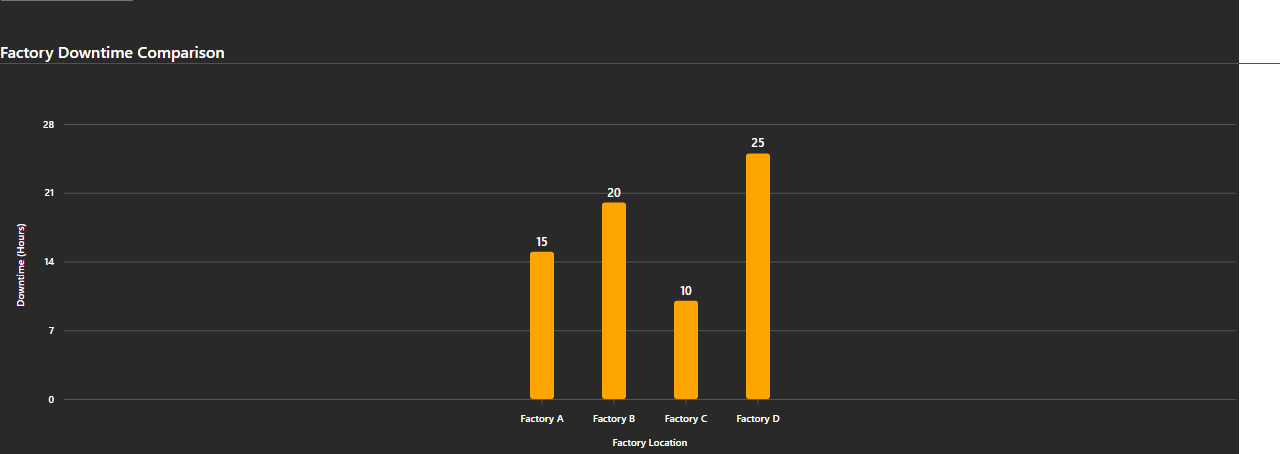 Factory Downtime Comparison
28
21
14
7
0
Downtime (Hours)
15
20
10
25
Factory A
Factory B
Factory C
Factory D
Factory Location